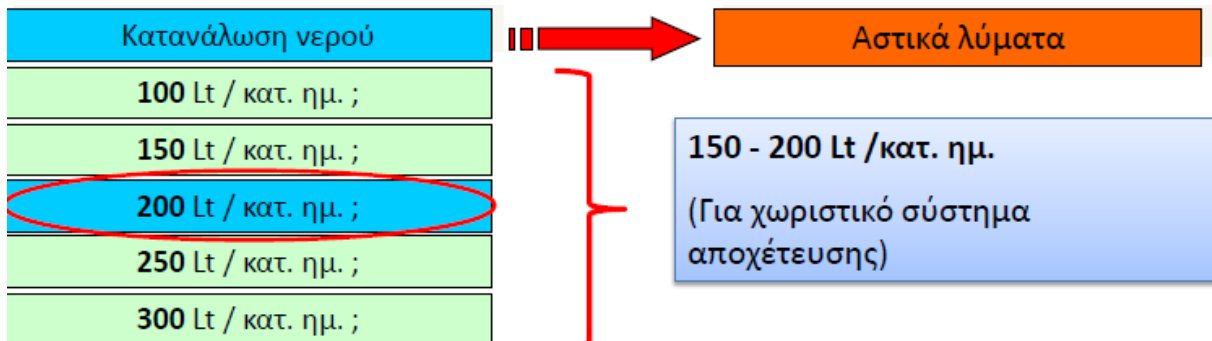 Κατανάλωση νερού
Αστικά λύματα
100 Lt / κατ. ημ. ;
150 Lt / κατ. ημ. ;
200 Lt / κατ. ημ. ;
250 Lt / κατ. ημ. ;
300 Lt / κατ. ημ. ;
150 - 200 Lt /κατ. ημ.
(Για χωριστικό σύστημα
αποχέτευσης)